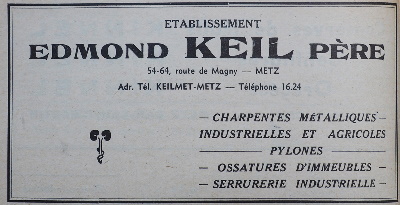 ETABLISSEMENT
EDMOND KEIL PÈRE
54-64, route de Magny — METZ
Adr. Tél. KEILMET-METZ — Téléphone 16.24
— CHARPENTES MÉTALLIQUES —
INDUSTRIELLES ET AGRICOLES
— PYLONES —
— OSSATURES D'IMMEUBLES —
— SERRURERIE INDUSTRIELLE —